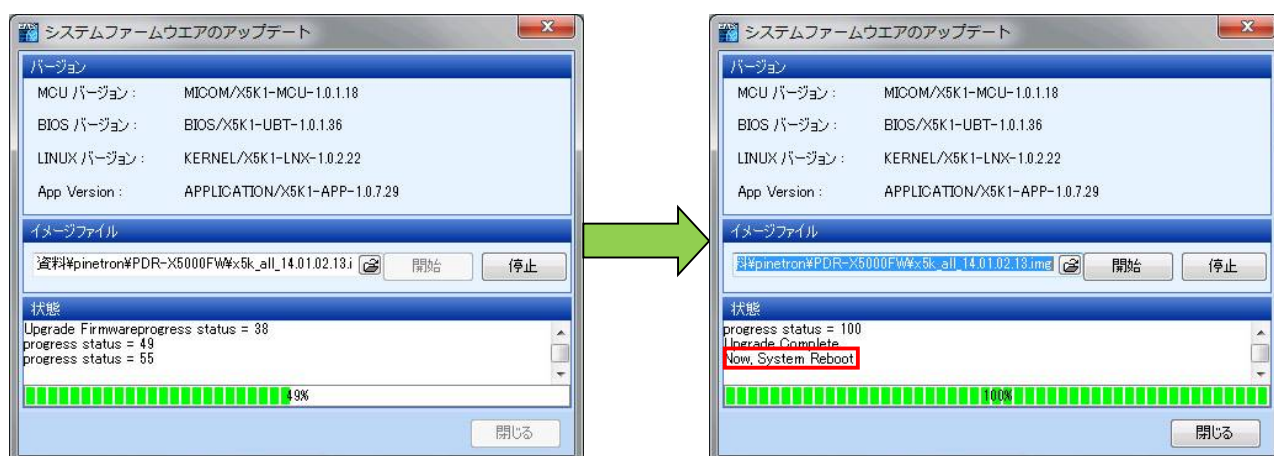 システムファームウエアのアップデート
バージョン
MCU バージョン : MICOM/X5K1-MCU-1.0.1.18
BIOS バージョン : BIOS/X5K1-UBT-1.0.1.36
LINUX バージョン : KERNEL/X5K1-LNX-1.0.2.22
App Version : APPLICATION/X5K1-APP-1.0.7.29
イメージファイル
資料¥pinetron¥PDR-X5000FW¥x5k_all_14.01.02.13.i 開始 停止
状態
Upgrade Firmwareprogress status = 38
progress status = 49
progress status = 55
49%
閉じる
システムファームウエアのアップデート
バージョン
MCU バージョン : MICOM/X5K1-MCU-1.0.1.18
BIOS バージョン : BIOS/X5K1-UBT-1.0.1.36
LINUX バージョン : KERNEL/X5K1-LNX-1.0.2.22
App Version : APPLICATION/X5K1-APP-1.0.7.29
イメージファイル
料¥pinetron¥PDR-X5000FW¥x5k_all_14.01.02.13.img 開始 停止
状態
progress status = 100
Upgrade Complete
Now, System Reboot
100%
閉じる